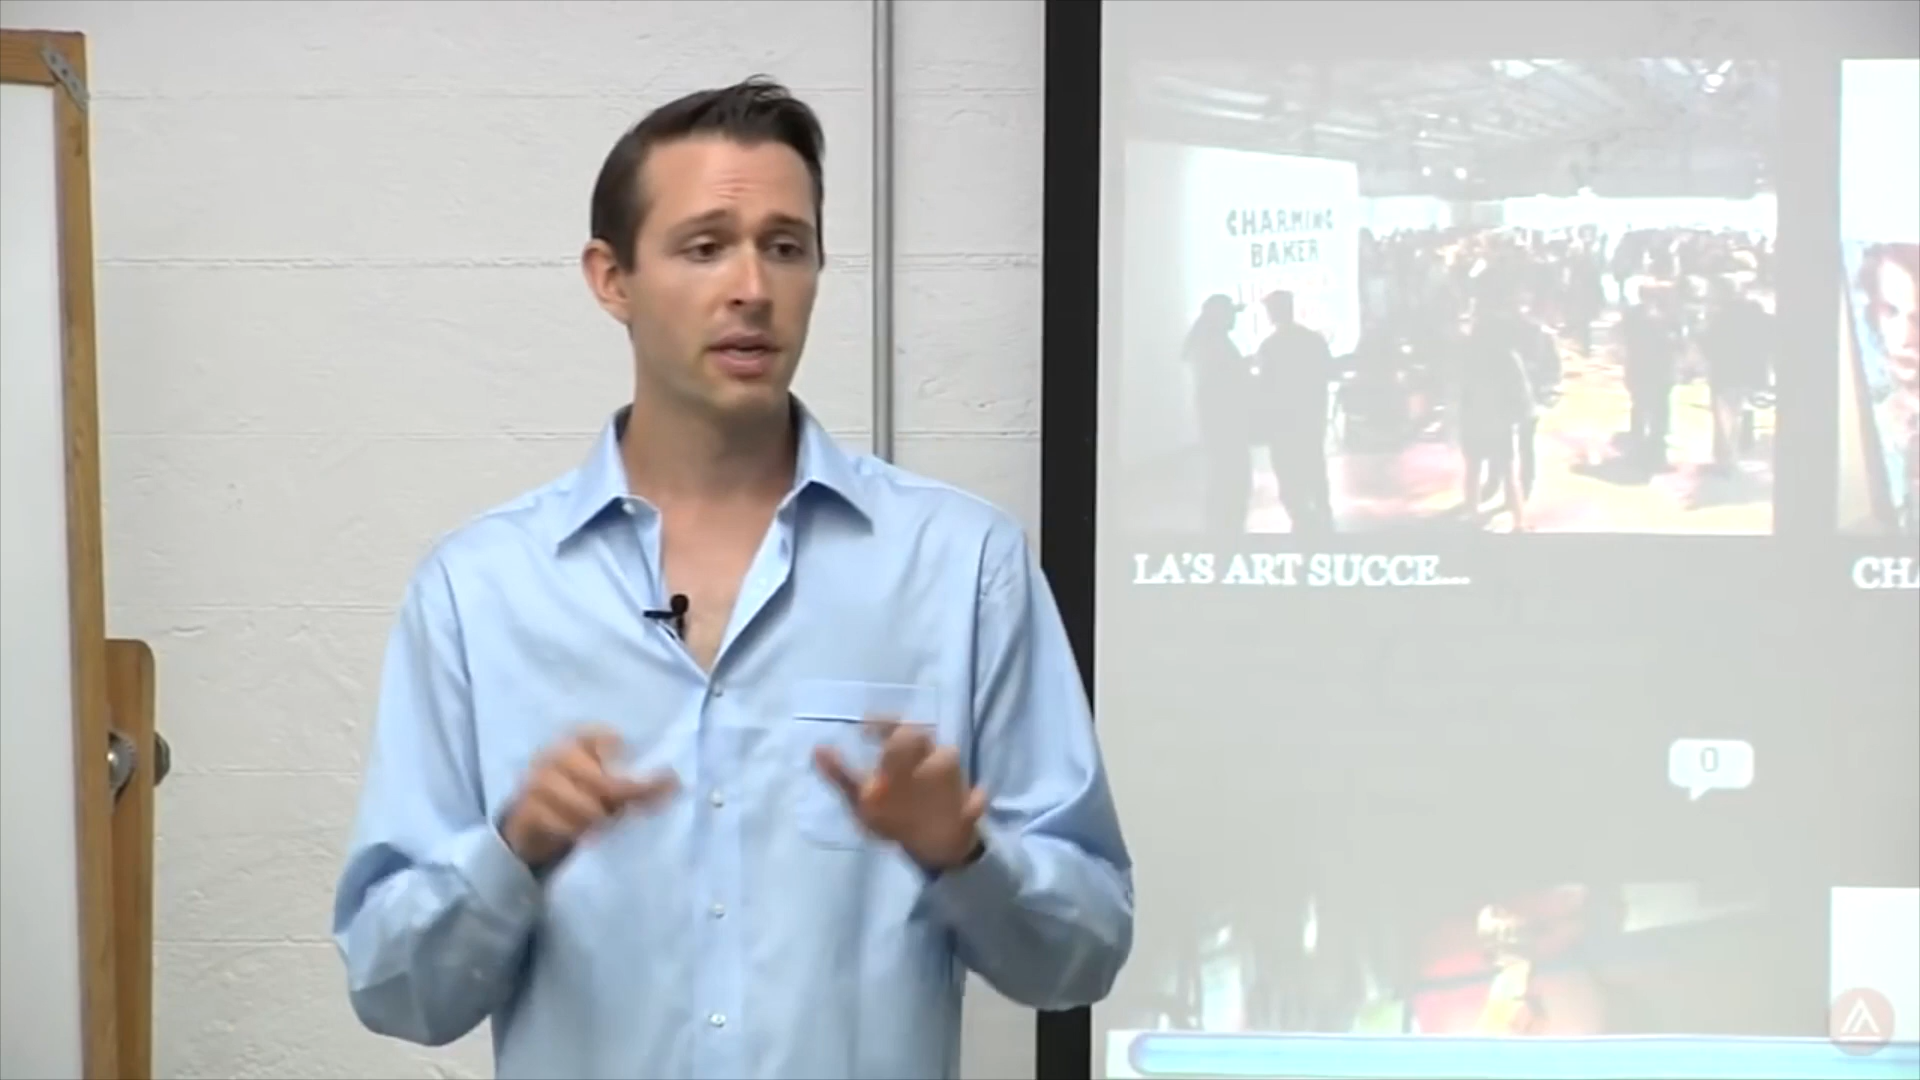 CHARMING
BAKER
LA'S ART SUCCE....
CHA
0